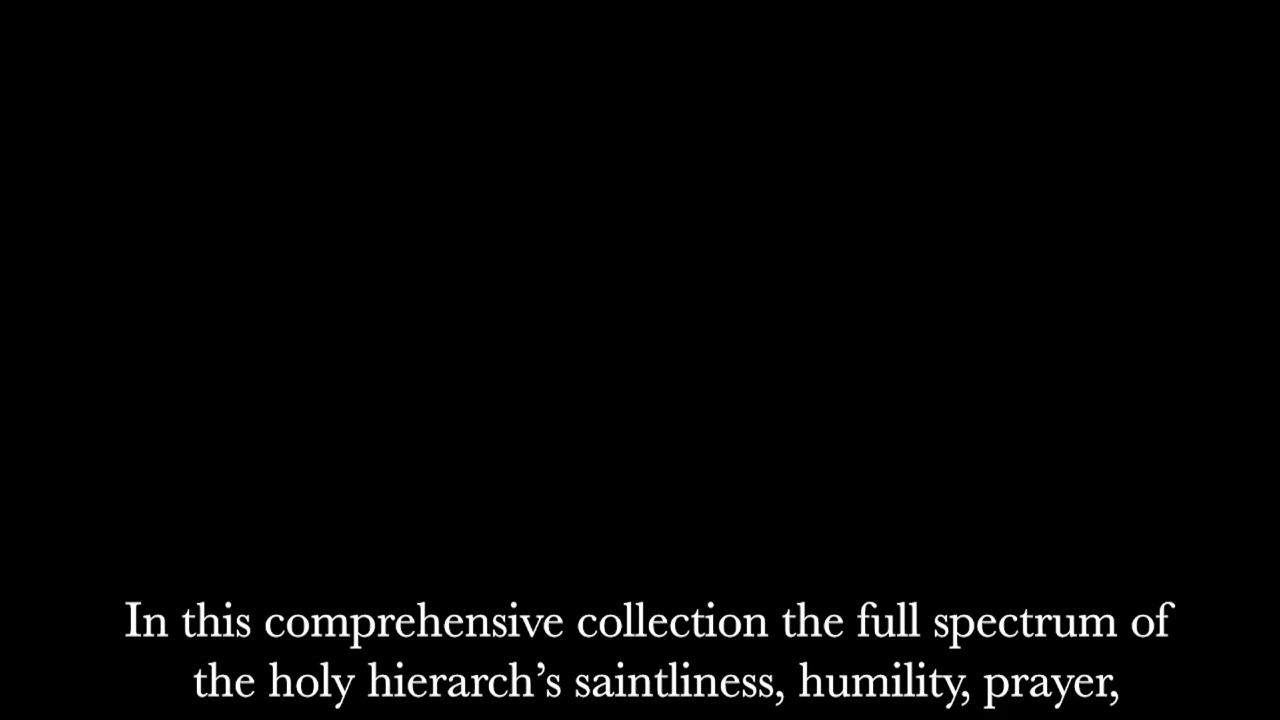 In this comprehensive collection the full spectrum of
the holy hierarch’s saintliness, humility, prayer,